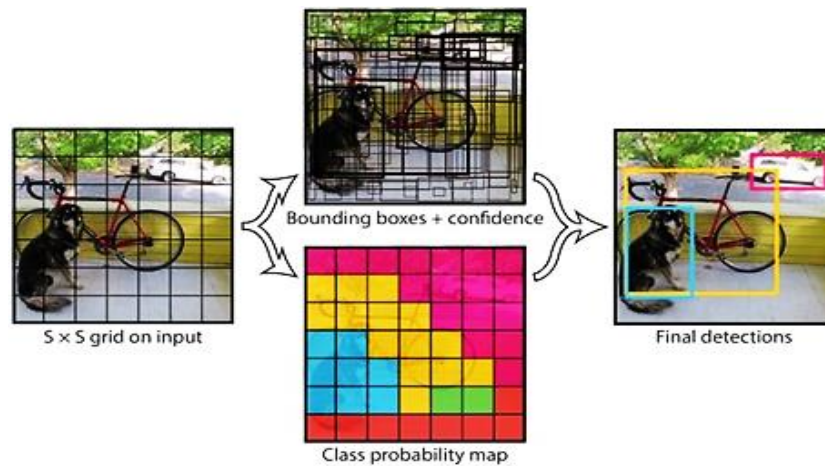 Bounding boxes + confidence
S × S grid on input
Final detections
Class probability map